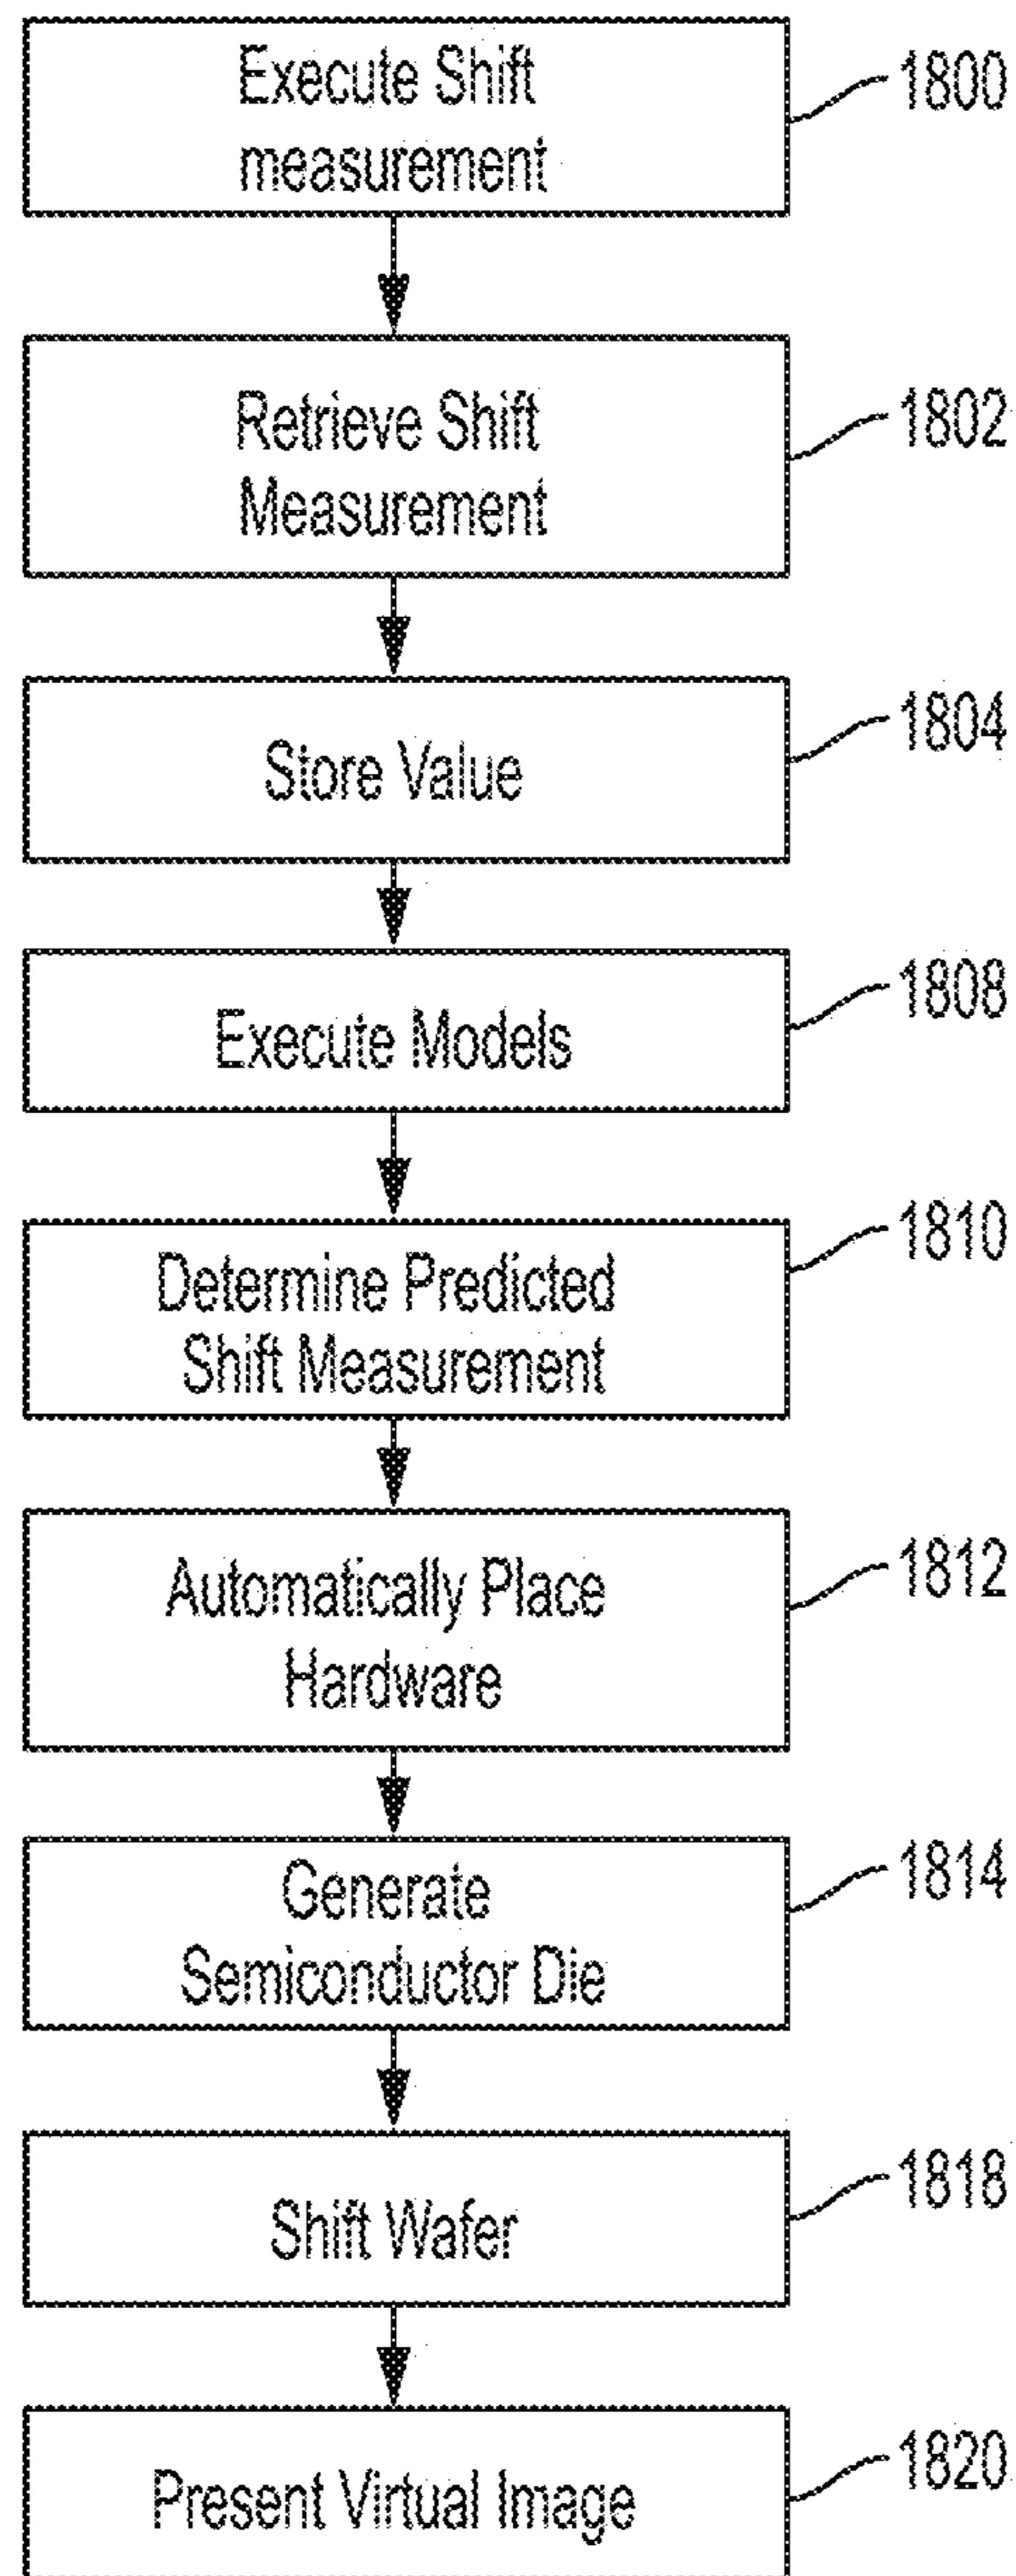 Execute Shift
measurement
1800
Retrieve Shift
Measurement
1802
Store Value
1804
Execute Models
1808
Determine Predicted
Shift Measurement
1810
Automatically Place
Hardware
1812
Generate
Semiconductor Die
1814
Shift Wafer
1818
Present Virtual Image
1820